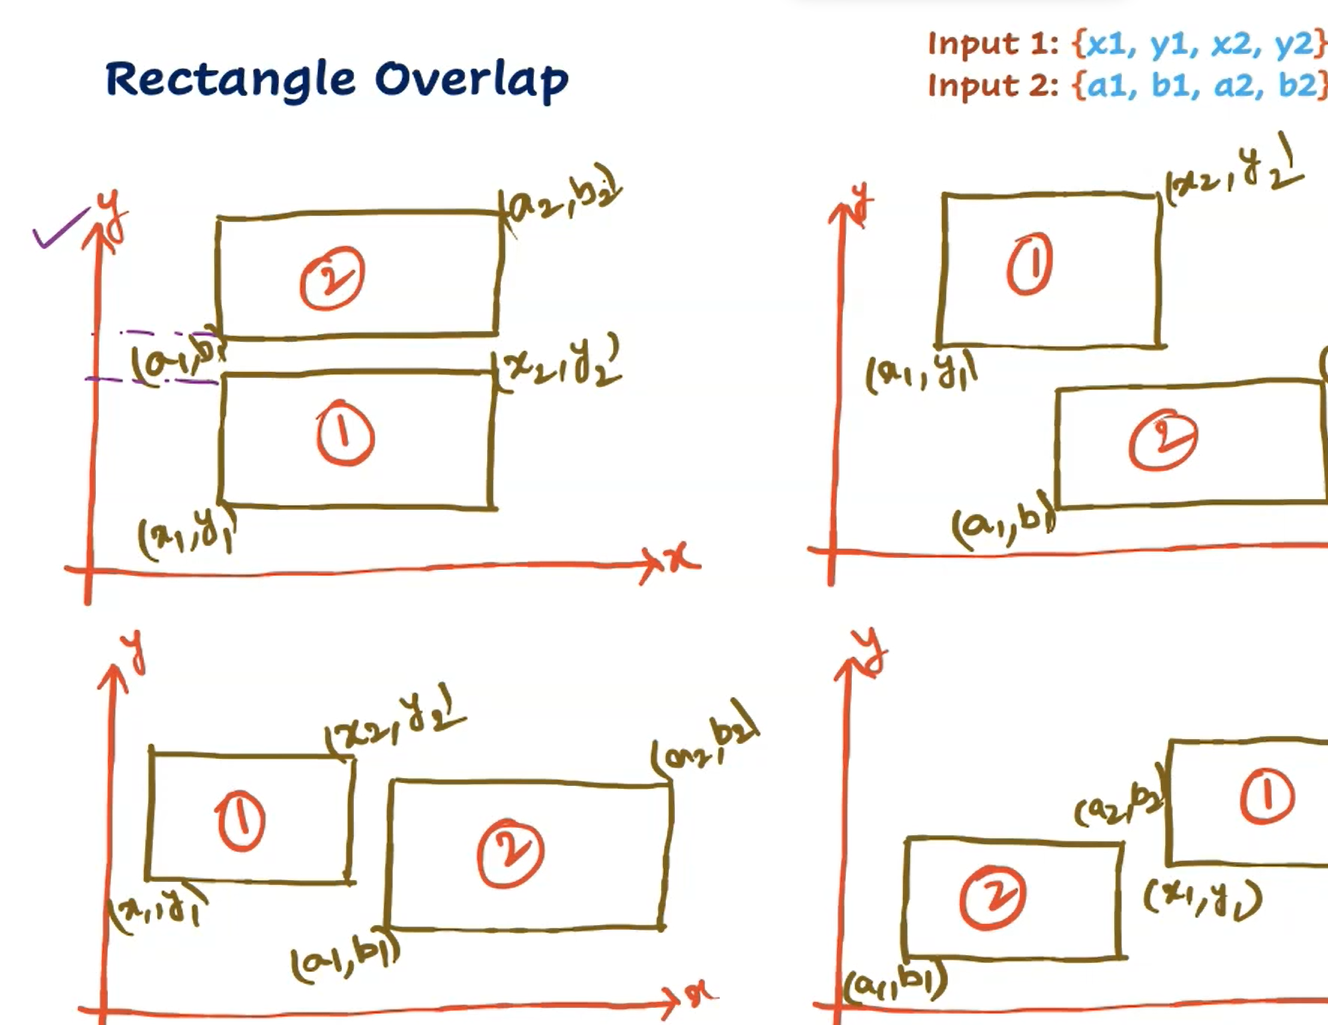 Rectangle Overlap
Input 1: {x1, y1, x2, y2}
Input 2: {a1, b1, a2, b2}
y
(a2, b2)
2
(a1, b1
(x2, y2)
1
(x1, y1)
x
y
(x2, y2)
1
(x1, y1)
2
(a1, b1)
y
(x2, y2)
(a2, b2)
1
2
(x1, y1)
(a1, b1)
x
y
1
(a2, b2)
2
(x1, y1)
(a1, b1)